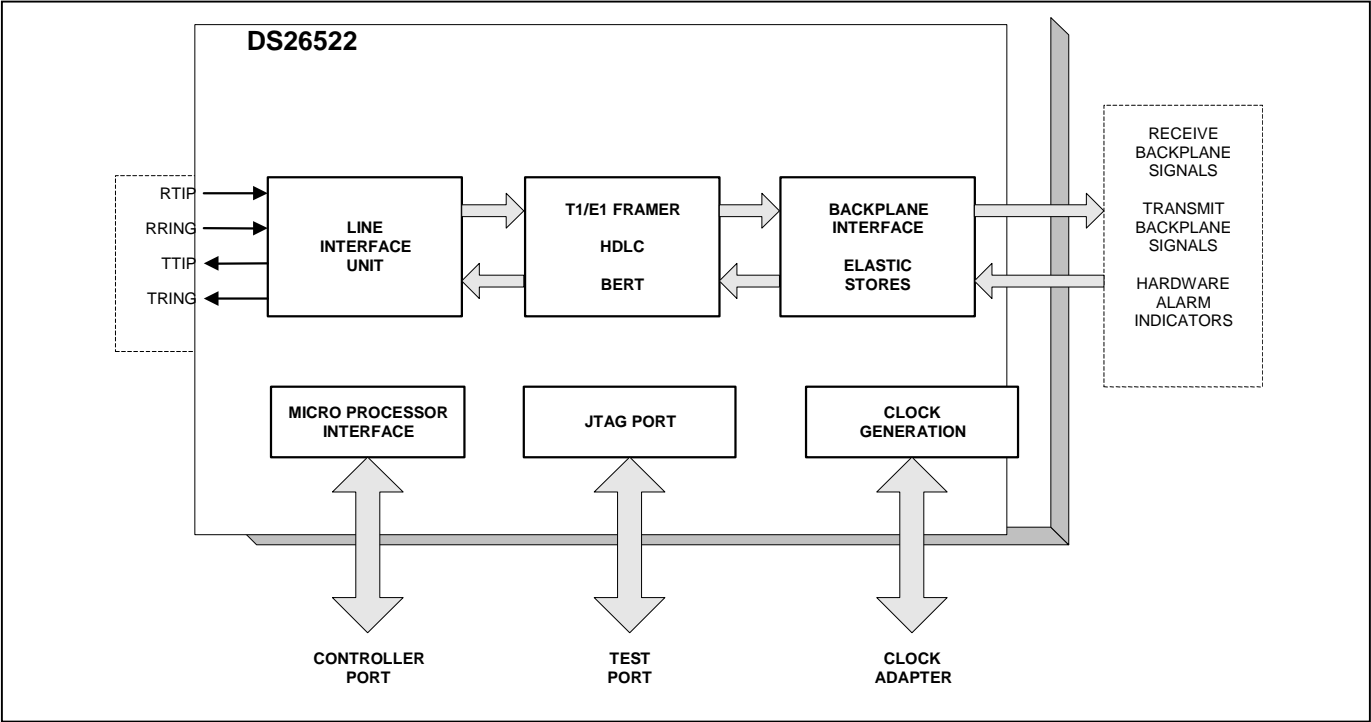 DS26522
RTIP
RRING
TTIP
TRING
LINE
INTERFACE
UNIT
T1/E1 FRAMER
HDLC
BERT
BACKPLANE
INTERFACE
ELASTIC
STORES
RECEIVE
BACKPLANE
SIGNALS
TRANSMIT
BACKPLANE
SIGNALS
HARDWARE
ALARM
INDICATORS
MICRO PROCESSOR
INTERFACE
JTAG PORT
CLOCK
GENERATION
CONTROLLER
PORT
TEST
PORT
CLOCK
ADAPTER